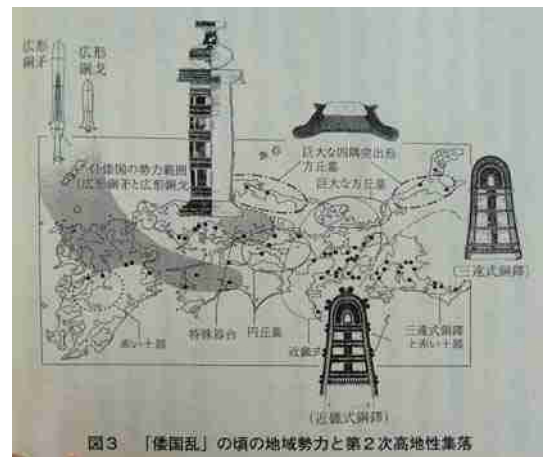 広形
銅矛
広形
銅戈
イト倭国の勢力範囲
(広形銅矛と広形銅戈)
巨大な四隅突出形
方丘墓
巨大な方丘墓
(三遠式銅鐸)
赤い土器
特殊器台
円丘墓
近畿式
三遠式銅鐸
と赤い土器
(近畿式銅鐸)
図3 「倭国乱」の頃の地域勢力と第2次高地性集落